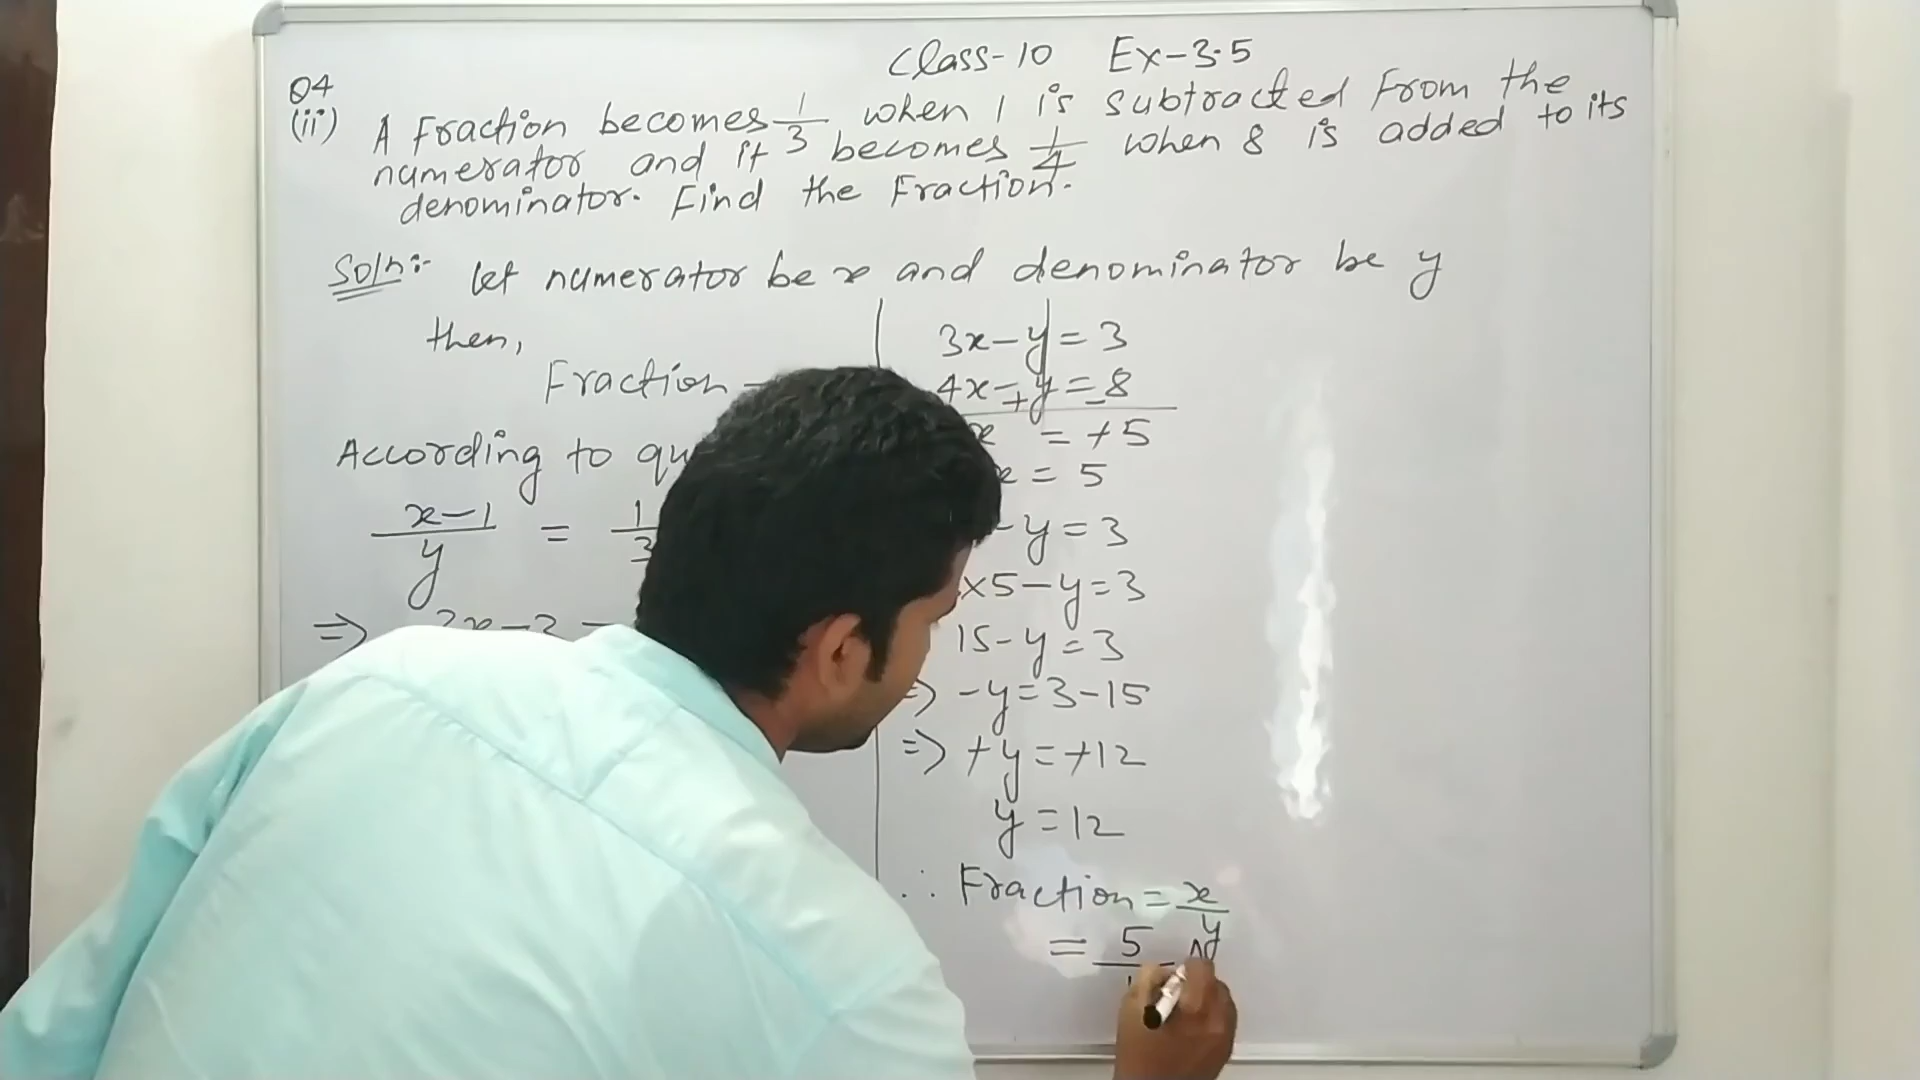 Class-10 Ex-3.5
Q4
(ii) A Fraction becomes 1/3 when 1 is subtracted From the
numerator and it becomes 1/4 when 8 is added to its
denominator. Find the Fraction.
Soln:- let numerator be x and denominator be y
then,
Fraction
According to
x-1/y = 1/3
=>
3x-y=3
4x-y=8
+ -
= +5
= 5
-y=3
x5-y=3
15-y=3
=> -y=3-15
=> +y=+12
y=12
∴ Fraction = x/y
= 5